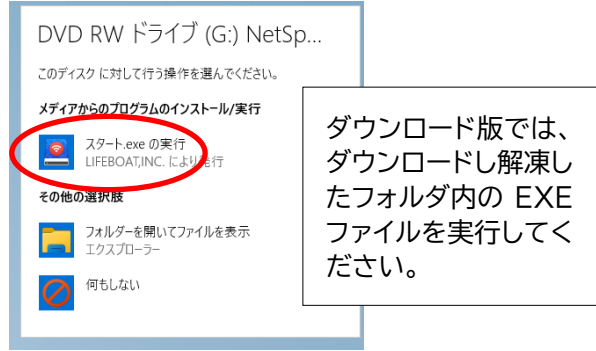 DVD RW ドライブ (G:) NetSp...
このディスク に対して行う操作を選んでください。
メディアからのプログラムのインストール/実行
スタート.exe の実行
LIFEBOAT,INC. により発行
その他の選択肢
フォルダーを開いてファイルを表示
エクスプローラー
何もしない
ダウンロード版では、
ダウンロードし解凍し
たフォルダ内の EXE
ファイルを実行してく
ださい。